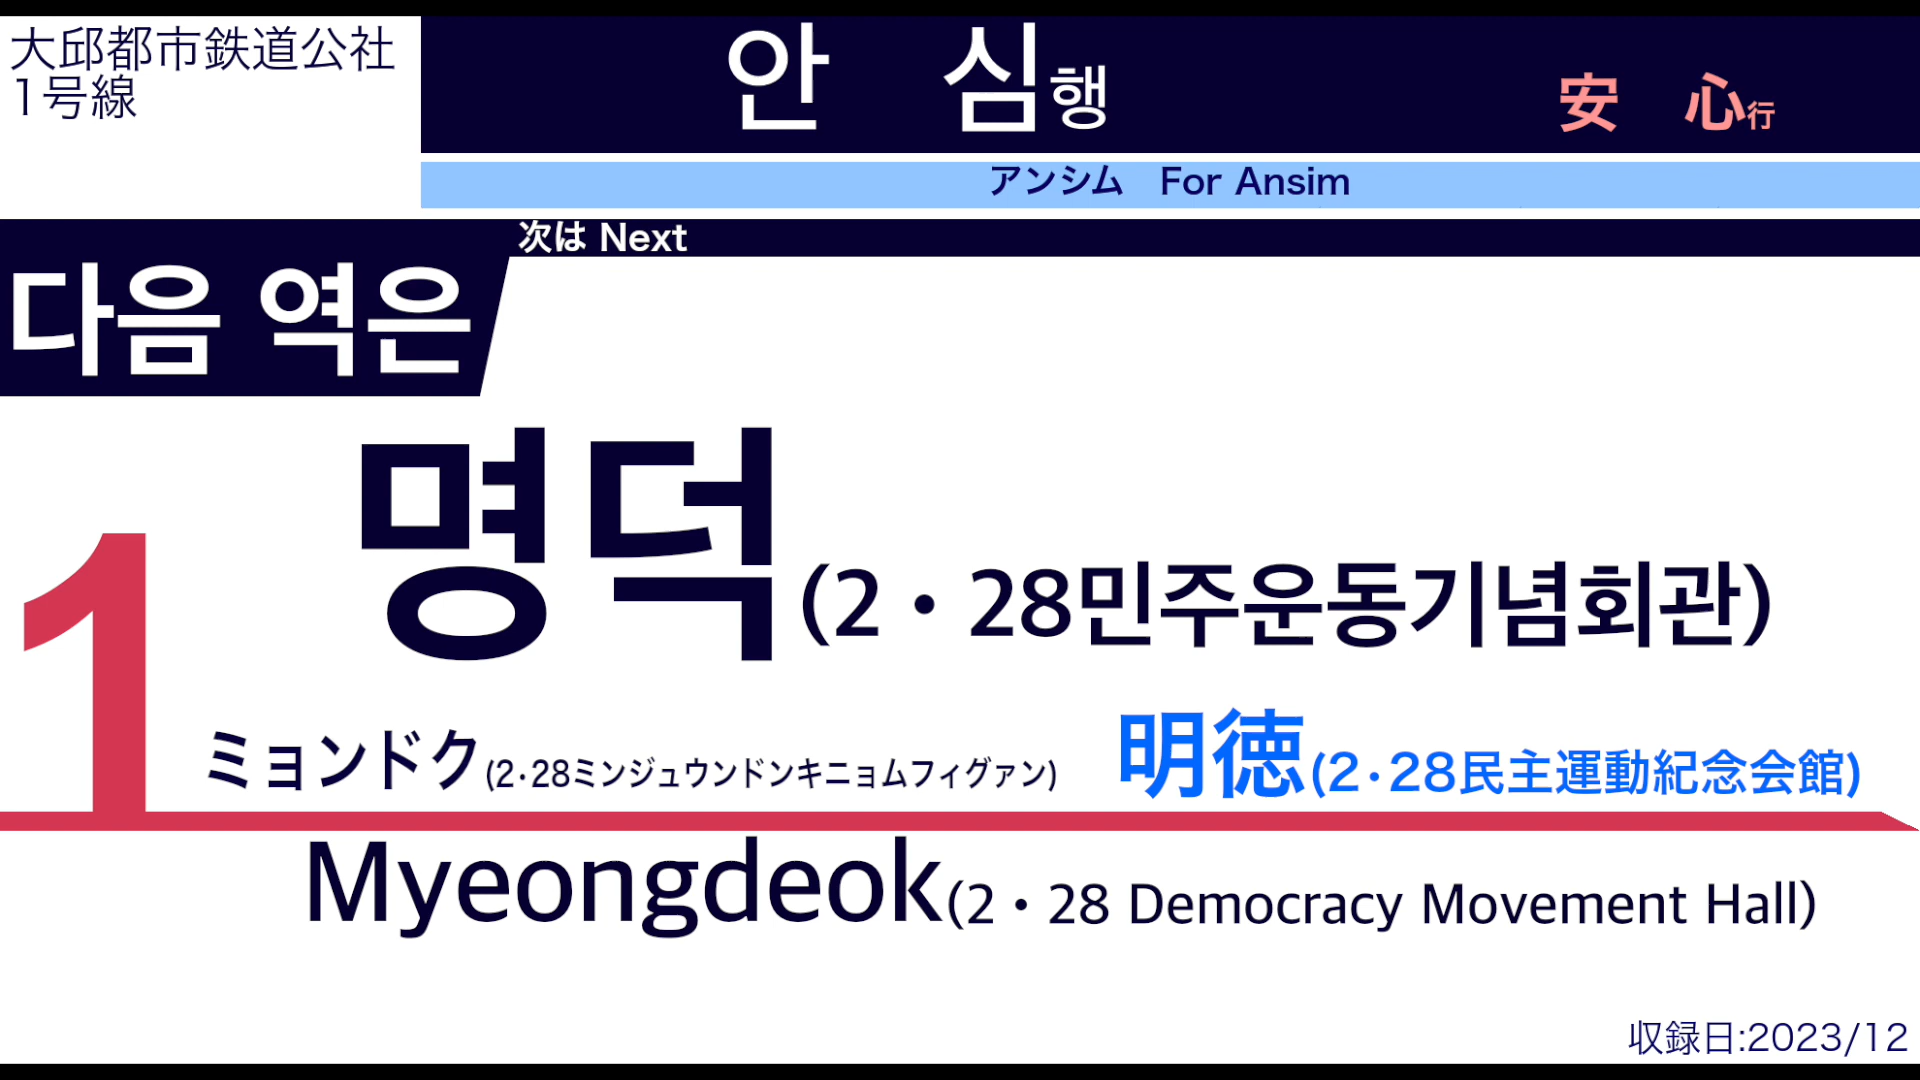 大邱都市鉄道公社
1号線
안 심행 安 心行
アンシム For Ansim
次は Next
다음 역은
명덕(2・28민주운동기념회관)
1
ミョンドク(2·28ミンジュウンドンキニョムフィグァン) 明徳(2·28民主運動紀念会館)
Myeongdeok(2・28 Democracy Movement Hall)
収録日:2023/12